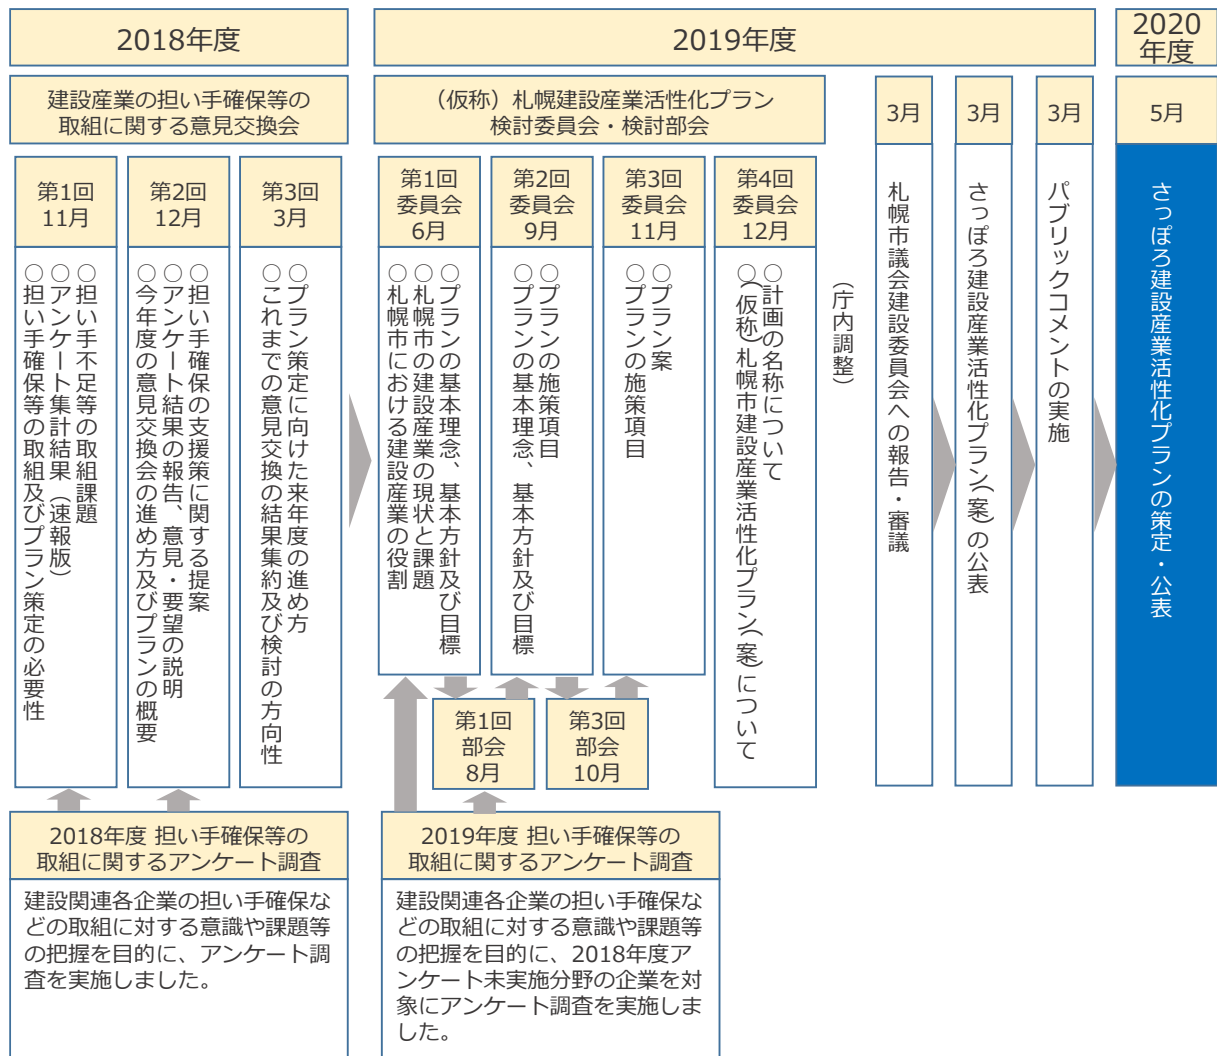 2018年度
2019年度
2020
年度
建設産業の担い手確保等の
取組に関する意見交換会
（仮称）札幌建設産業活性化プラン
検討委員会・検討部会
3月
3月
3月
5月
第1回
11月
○担い手不足等の取組課題
○アンケート集計結果（速報版）
○担い手確保等の取組及びプラン策定の必要性
第2回
12月
○担い手確保の支援策に関する提案
○アンケート結果の報告、意見・要望の説明
○今年度の意見交換会の進め方及びプランの概要
第3回
3月
○プラン策定に向けた来年度の進め方
○これまでの意見交換の結果集約及び検討の方向性
第1回
委員会
6月
○プランの基本理念、基本方針及び目標
○札幌市の建設産業の現状と課題
○札幌市における建設産業の役割
第2回
委員会
9月
○プランの施策項目
○プランの基本理念、基本方針及び目標
第3回
委員会
11月
○プラン案
○プランの施策項目
第4回
委員会
12月
○計画の名称について
○（仮称）札幌市建設産業活性化プラン（案）について
（庁内調整）
札幌市議会建設委員会への報告・審議
さっぽろ建設産業活性化プラン（案）の公表
パブリックコメントの実施
さっぽろ建設産業活性化プランの策定・公表
第1回
部会
8月
第3回
部会
10月
2018年度 担い手確保等の
取組に関するアンケート調査
建設関連各企業の担い手確保な
どの取組に対する意識や課題等
の把握を目的に、アンケート調
査を実施しました。
2019年度 担い手確保等の
取組に関するアンケート調査
建設関連各企業の担い手確保な
どの取組に対する意識や課題等
の把握を目的に、2018年度ア
ンケート未実施分野の企業を対
象にアンケート調査を実施しま
した。